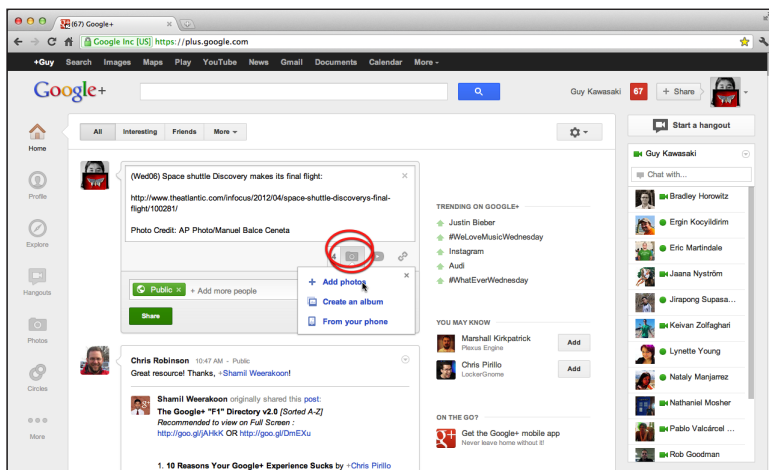 (67) Google+
Google Inc [US] https://plus.google.com
+Guy Search Images Maps Play YouTube News Gmail Documents Calendar More
Google+
Guy Kawasaki 67 + Share
All Interesting Friends More
Start a hangout
Home
Profile
Explore
Hangouts
Photos
Circles
More
(Wed06) Space shuttle Discovery makes its final flight:
http://www.theatlantic.com/infocus/2012/04/space-shuttle-discoverys-final-
flight/100281/
Photo Credit: AP Photo/Manuel Balce Ceneta
4
+ Add photos
Create an album
From your phone
Public × + Add more people
Share
Chris Robinson 10:47 AM - Public
Great resource! Thanks, +Shamil Weerakoon!
Shamil Weerakoon originally shared this post:
The Google+ "F1" Directory v2.0 [Sorted A-Z]
Recommended to view on Full Screen :
http://goo.gl/jAHkK OR http://goo.gl/DmEXu
1. 10 Reasons Your Google+ Experience Sucks by +Chris Pirillo
TRENDING ON GOOGLE+
Justin Bieber
#WeLoveMusicWednesday
Instagram
Audi
#WhatEverWednesday
YOU MAY KNOW
Marshall Kirkpatrick
Plexus Engine
Add
Chris Pirillo
LockerGnome
Add
ON THE GO?
Get the Google+ mobile app
Never leave home without it!
Guy Kawasaki
Chat with...
Bradley Horowitz
Ergin Kocyildirim
Eric Martindale
Jaana Nyström
Jirapong Supasa...
Keivan Zolfaghari
Lynette Young
Nataly Manjarrez
Nathaniel Mosher
Pablo Valcárcel ...
Rob Goodman